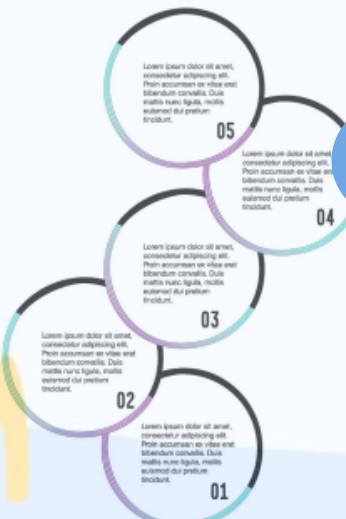 Lorem ipsum dolor sit amet,
consectetur adipiscing elit.
Proin accumsan ex vitae erat
bibendum convallis. Duis
mattis nunc ligula, mollis
euismod dui pretium
tincidunt.
05
Lorem ipsum dolor sit amet,
consectetur adipiscing elit.
Proin accumsan ex vitae
bibendum convallis. Duis
mattis nunc ligula, mollis
euismod dui pretium
tincidunt.
04
Lorem ipsum dolor sit amet,
consectetur adipiscing elit.
Proin accumsan ex vitae erat
bibendum convallis. Duis
mattis nunc ligula, mollis
euismod dui pretium
tincidunt.
03
Lorem ipsum dolor sit amet,
consectetur adipiscing elit.
Proin accumsan ex vitae erat
bibendum convallis. Duis
mattis nunc ligula, mollis
euismod dui pretium
tincidunt.
02
Lorem ipsum dolor sit amet,
consectetur adipiscing elit.
Proin accumsan ex vitae erat
bibendum convallis. Duis
mattis nunc ligula, mollis
euismod dui pretium
tincidunt.
01